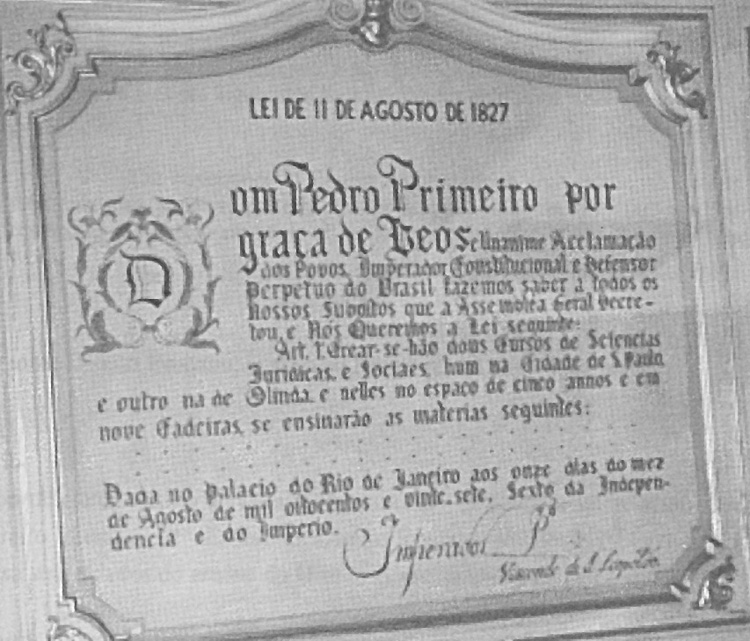 LEI DE 11 DE AGOSTO DE 1827
Dom Pedro Primeiro por
graça de Deos e Unanime Acclamação
dos Povos, Imperador Constitucional e Defensor
Perpetuo do Brasil fazemos saber a todos os
Nossos Subditos que a Assemblea Geral Decre-
tou, e Nós Queremos a Lei seguinte:
Art. 1º Crear-se-hão dous Cursos de Sciencias
Juridicas, e Sociaes, hum na Cidade de S. Paulo,
e outro na de Olinda, e nelles no espaço de cinco annos e em
nove Cadeiras, se ensinarão as materias seguintes:
Dada no Palacio do Rio de Janeiro aos onze dias do mez
de Agosto de mil oitocentos e vinte-sete, Sexto da Indepen-
dencia e do Imperio.
Imperador P
Visconde de S. Leopoldo